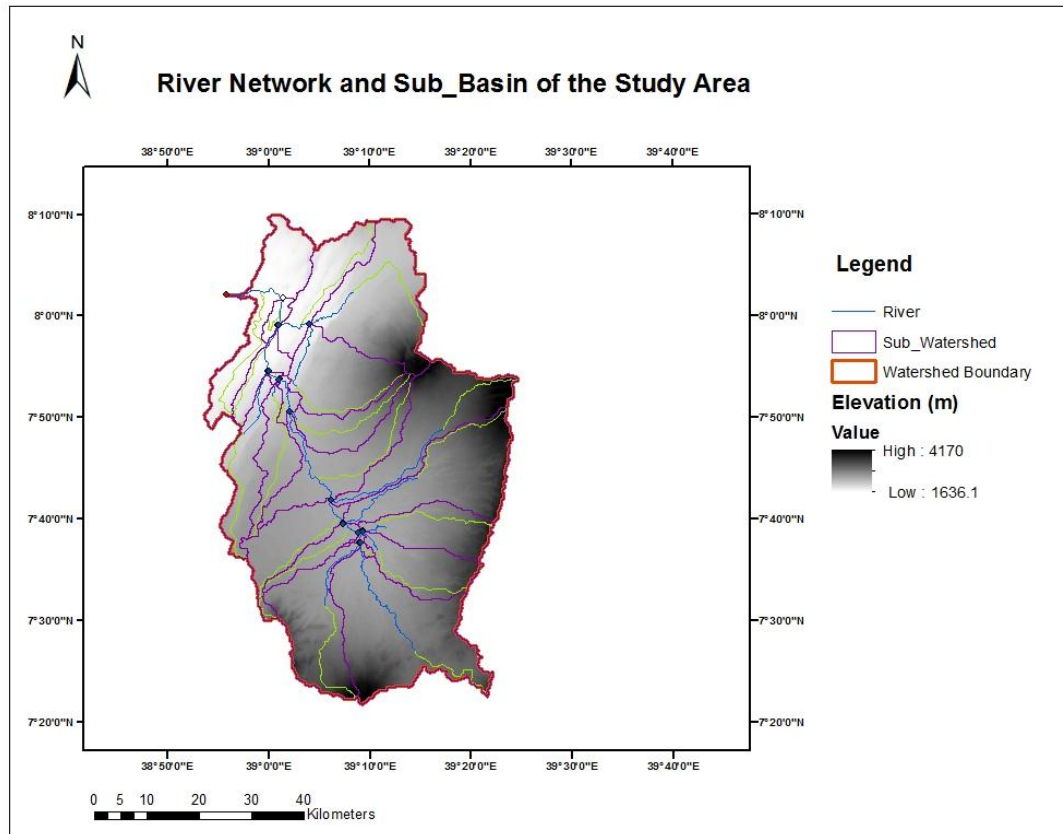 N
River Network and Sub_Basin of the Study Area
38°50'0"E 39°0'0"E 39°10'0"E 39°20'0"E 39°30'0"E 39°40'0"E
8°10'0"N 8°10'0"N
8°0'0"N 8°0'0"N
7°50'0"N 7°50'0"N
7°40'0"N 7°40'0"N
7°30'0"N 7°30'0"N
7°20'0"N 7°20'0"N
38°50'0"E 39°0'0"E 39°10'0"E 39°20'0"E 39°30'0"E 39°40'0"E
Legend
River
Sub_Watershed
Watershed Boundary
Elevation (m)
Value
High : 4170
Low : 1636.1
0 5 10 20 30 40
Kilometers